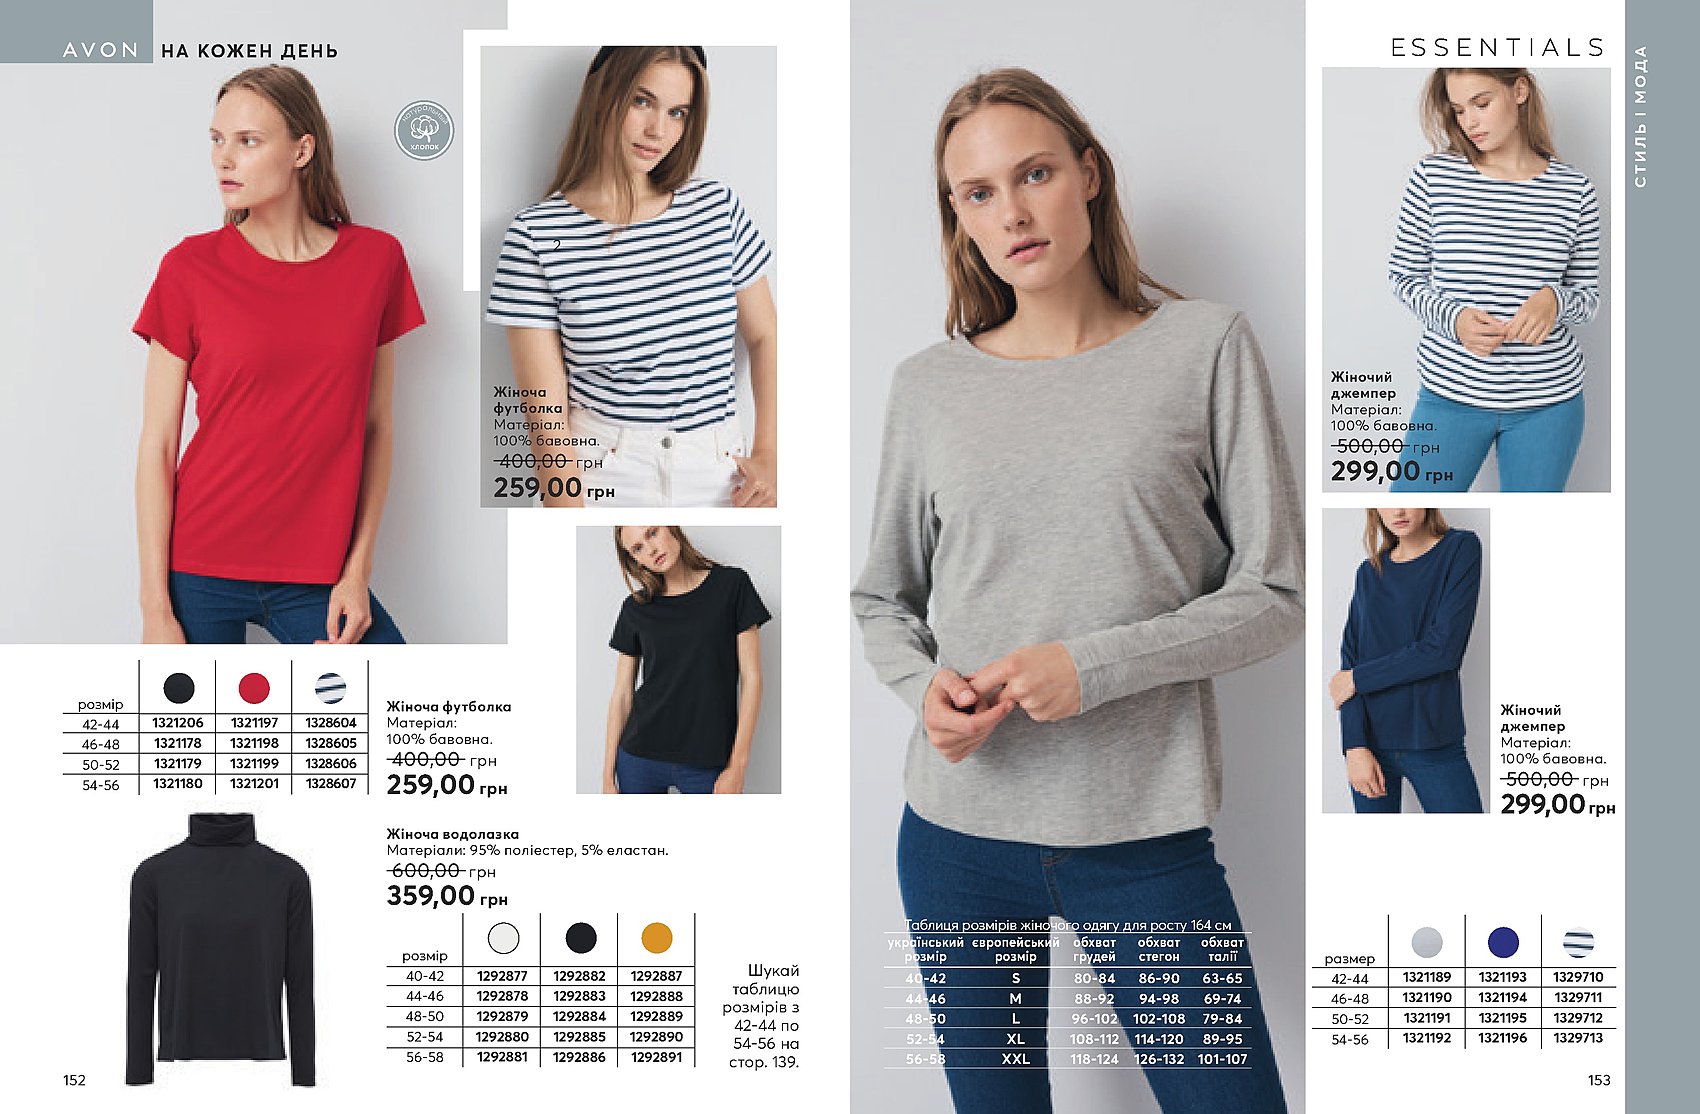 AVON НА КОЖЕН ДЕНЬ
натуральный
хлопок
2
Жіноча
футболка
Матеріал:
100% бавовна.
400,00 грн
259,00 грн
розмір
42-44 1321206 1321197 1328604
46-48 1321178 1321198 1328605
50-52 1321179 1321199 1328606
54-56 1321180 1321201 1328607
Жіноча футболка
Матеріал:
100% бавовна.
400,00 грн
259,00 грн
Жіноча водолазка
Матеріали: 95% поліестер, 5% еластан.
600,00 грн
359,00 грн
розмір
40-42 1292877 1292882 1292887
44-46 1292878 1292883 1292888
48-50 1292879 1292884 1292889
52-54 1292880 1292885 1292890
56-58 1292881 1292886 1292891
Шукай
таблицю
розмірів з
42-44 по
54-56 на
стор. 139.
152
ESSENTIALS
СТИЛЬ І МОДА
Жіночий
джемпер
Матеріал:
100% бавовна.
500,00 грн
299,00 грн
Жіночий
джемпер
Матеріал:
100% бавовна.
500,00 грн
299,00 грн
Таблиця розмірів жіночого одягу для росту 164 см
український європейський обхват обхват обхват
розмір розмір грудей стегон талії
40-42 S 80-84 86-90 63-65
44-46 M 88-92 94-98 69-74
48-50 L 96-102 102-108 79-84
52-54 XL 108-112 114-120 89-95
56-58 XXL 118-124 126-132 101-107
размер
42-44 1321189 1321193 1329710
46-48 1321190 1321194 1329711
50-52 1321191 1321195 1329712
54-56 1321192 1321196 1329713
153